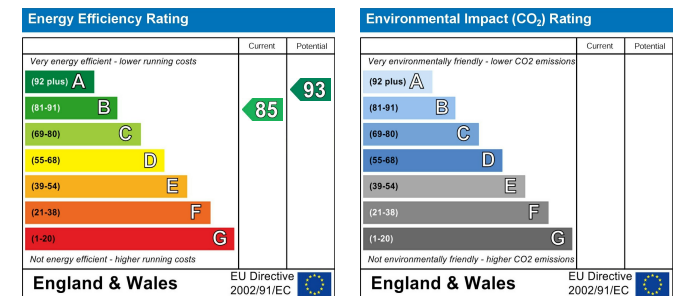 Energy Efficiency Rating
Current Potential
Very energy efficient - lower running costs
(92 plus) A
93
(81-91) B
85
(69-80) C
(55-68) D
(39-54) E
(21-38) F
(1-20) G
Not energy efficient - higher running costs
England & Wales
EU Directive
2002/91/EC
Environmental Impact (CO2) Rating
Current Potential
Very environmentally friendly - lower CO2 emissions
(92 plus) A
(81-91) B
(69-80) C
(55-68) D
(39-54) E
(21-38) F
(1-20) G
Not environmentally friendly - higher CO2 emissions
England & Wales
EU Directive
2002/91/EC